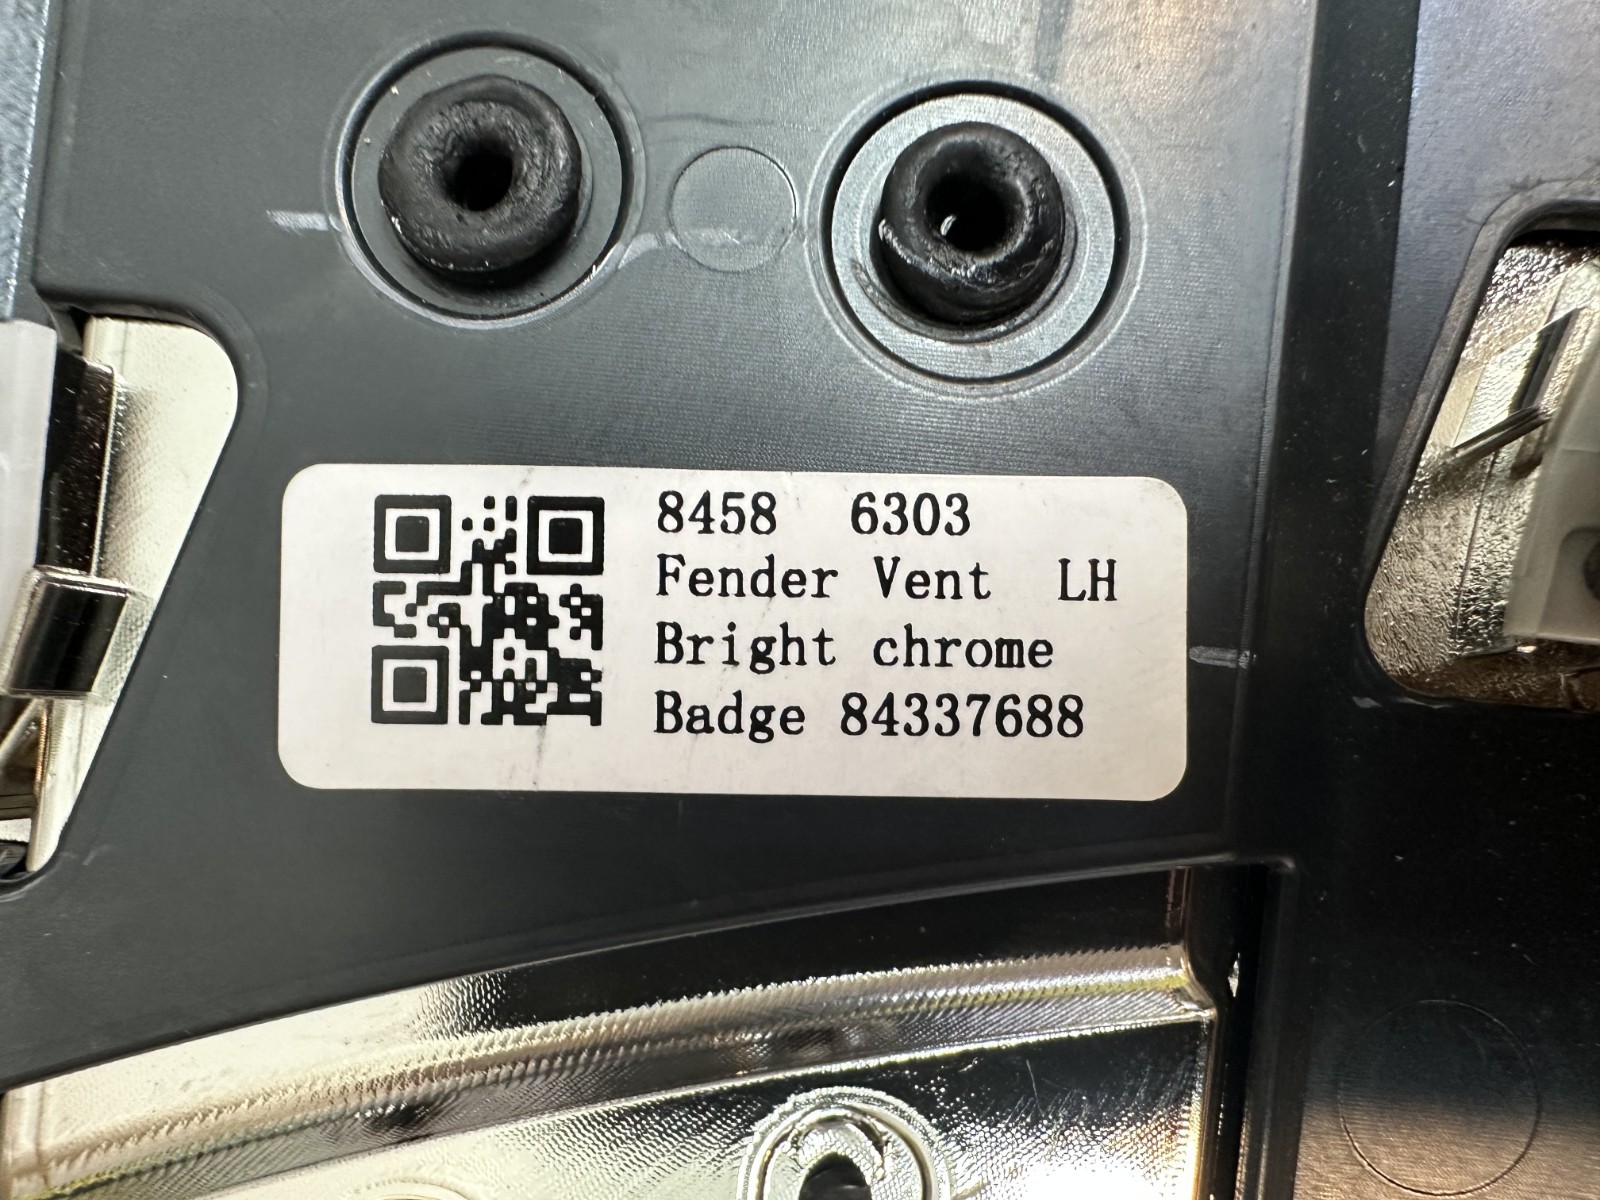 8458 6303
Fender Vent LH
Bright chrome
Badge 84337688